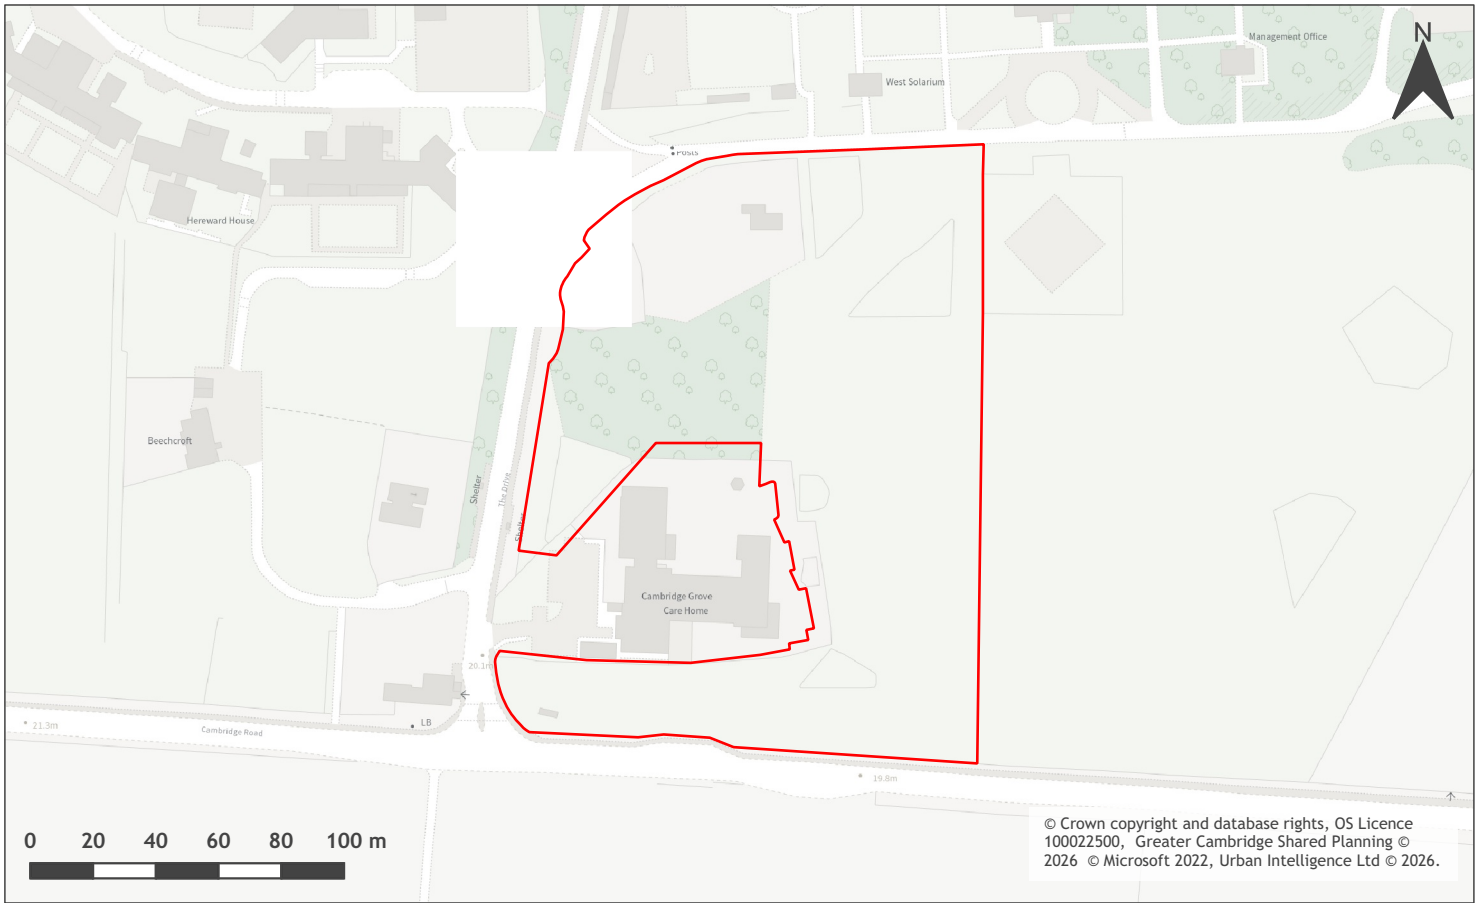 Management Office
N
West Solarium
Posts
Hereward House
Beechcroft
Shelter
The Drive
Shelter
Cambridge Grove
Care Home
20.1m
LB
21.3m
Cambridge Road
19.8m
0 20 40 60 80 100 m
© Crown copyright and database rights, OS Licence
100022500, Greater Cambridge Shared Planning ©
2026 © Microsoft 2022, Urban Intelligence Ltd © 2026.